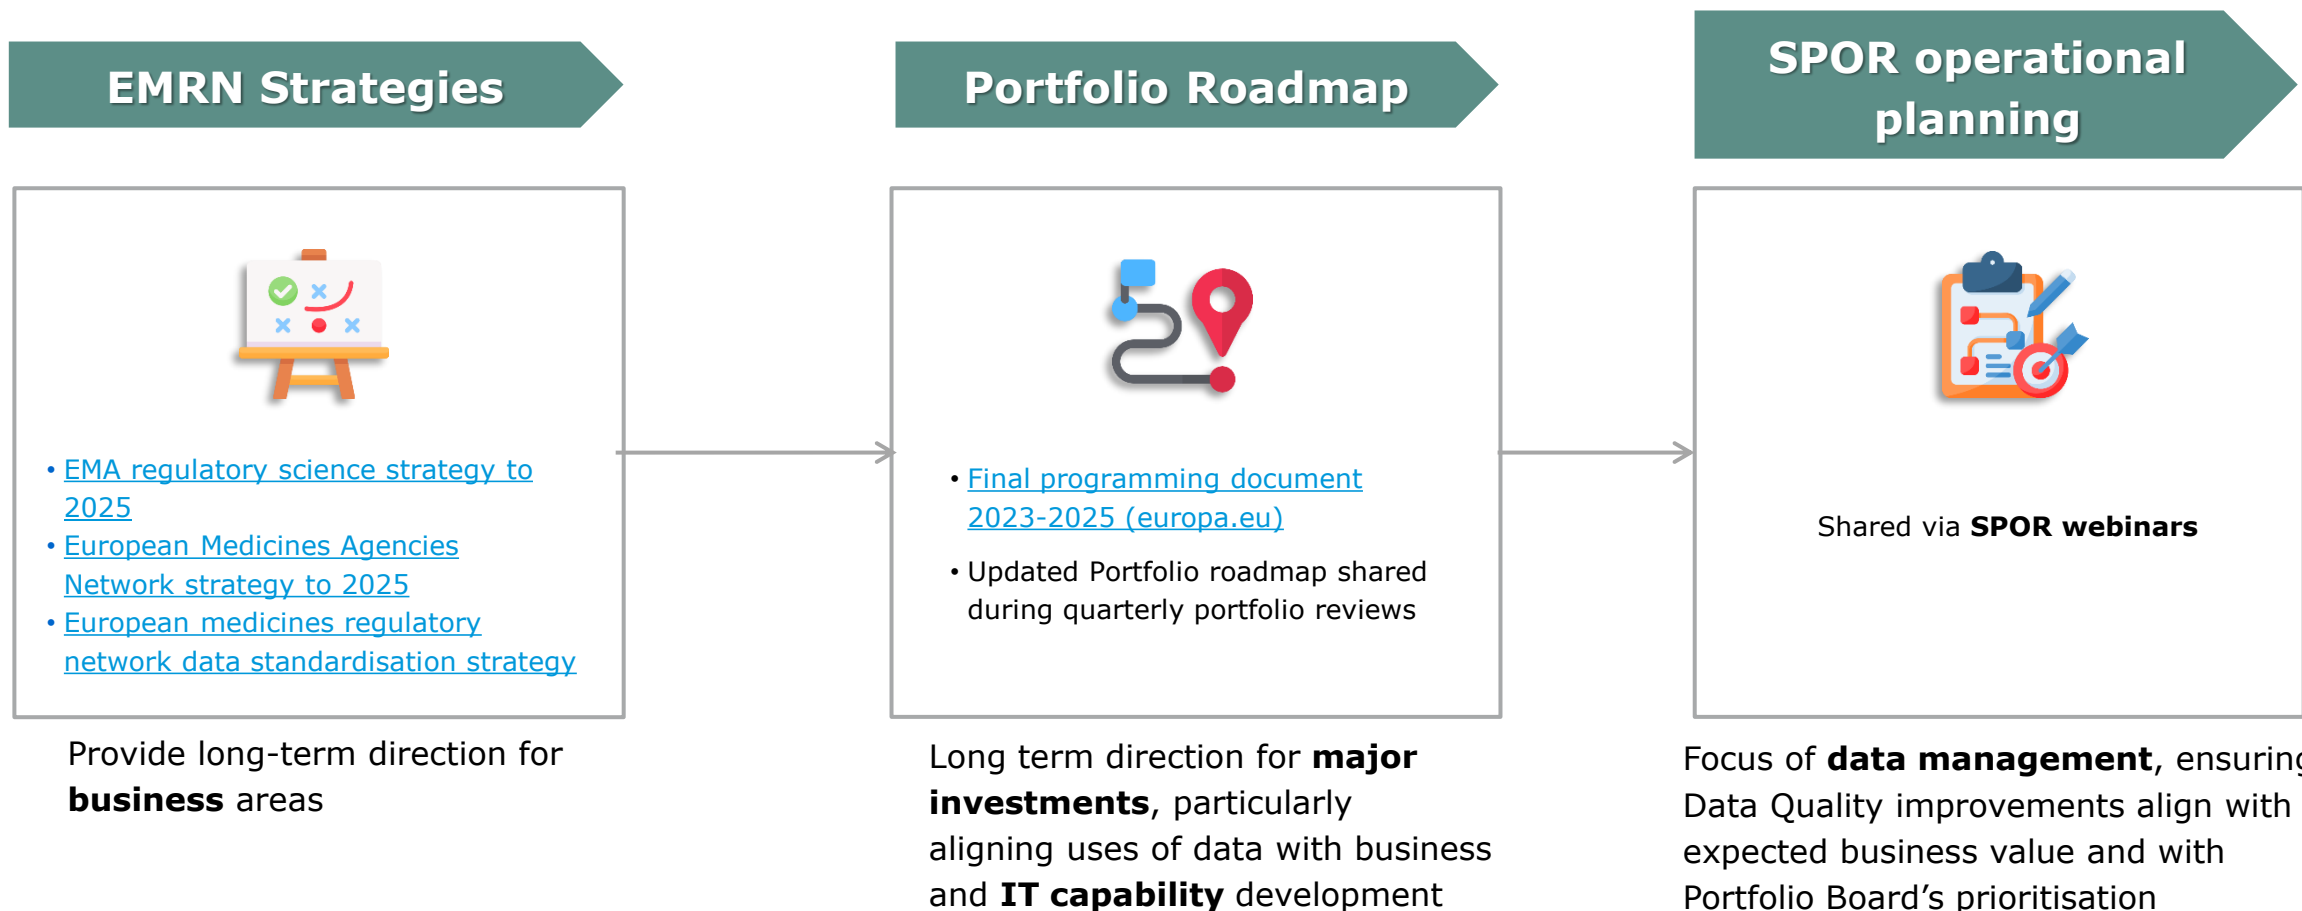 EMRN Strategies
Portfolio Roadmap
SPOR operational
planning
• EMA regulatory science strategy to
2025
• European Medicines Agencies
Network strategy to 2025
• European medicines regulatory
network data standardisation strategy
• Final programming document
2023-2025 (europa.eu)
• Updated Portfolio roadmap shared
during quarterly portfolio reviews
Shared via SPOR webinars
Provide long-term direction for
business areas
Long term direction for major
investments, particularly
aligning uses of data with business
and IT capability development
Focus of data management, ensuring
Data Quality improvements align with
expected business value and with
Portfolio Board’s prioritisation